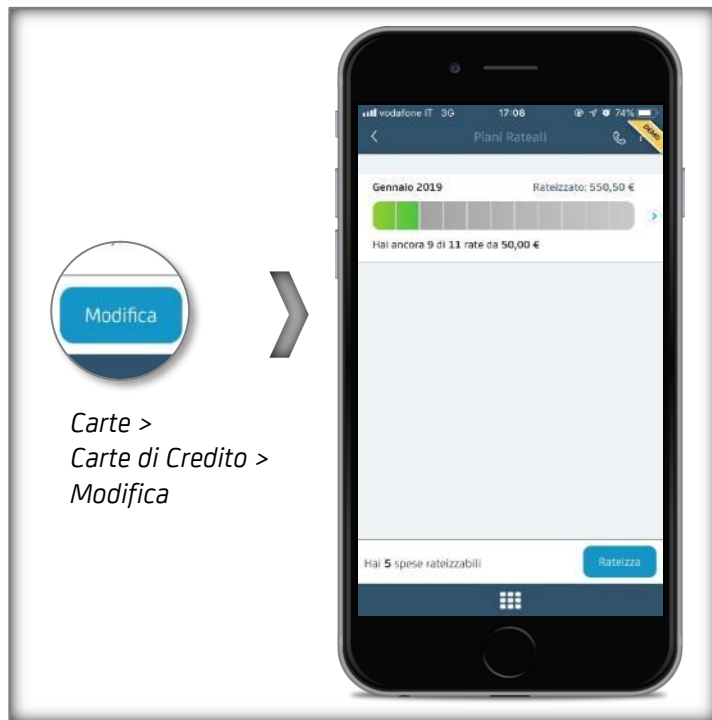 vodafone IT 3G 17:08 74%
Piani Rateali
DEMO
Gennaio 2019 Rateizzato: 550,50 €
Hai ancora 9 di 11 rate da 50,00 €
Modifica
Carte >
Carte di Credito >
Modifica
Hai 5 spese rateizzabili Rateizza